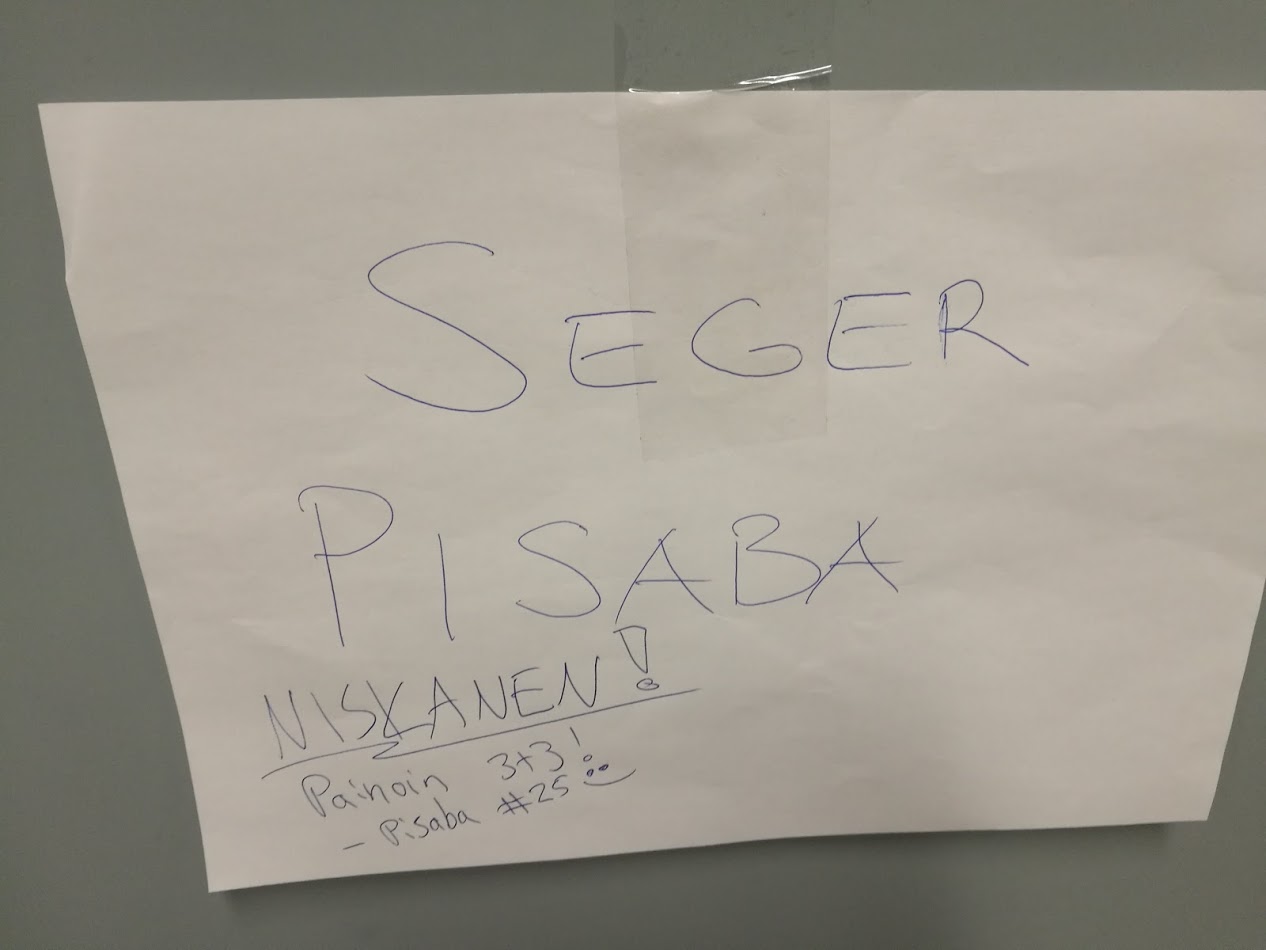 SEGER
PISABA
NISKANEN!
Painoin 3+3!
- Pisaba #25